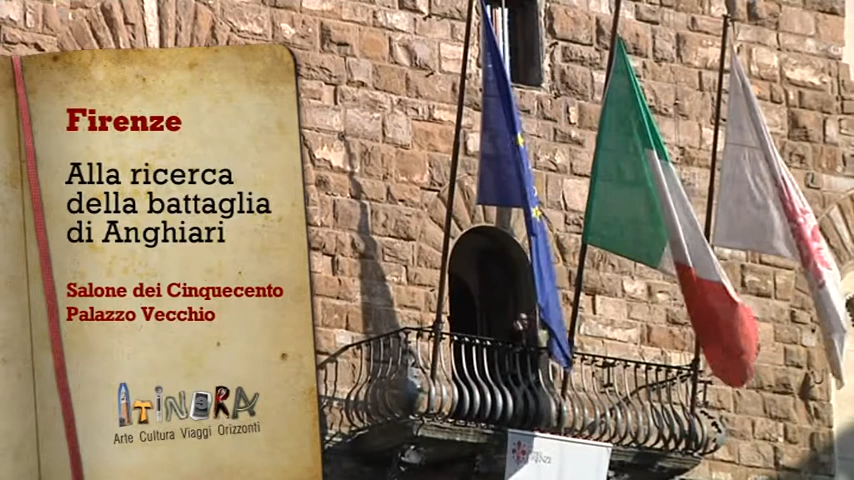 Firenze
Alla ricerca
della battaglia
di Anghiari
Salone dei Cinquecento
Palazzo Vecchio
ITINERA
Arte Cultura Viaggi Orizzonti